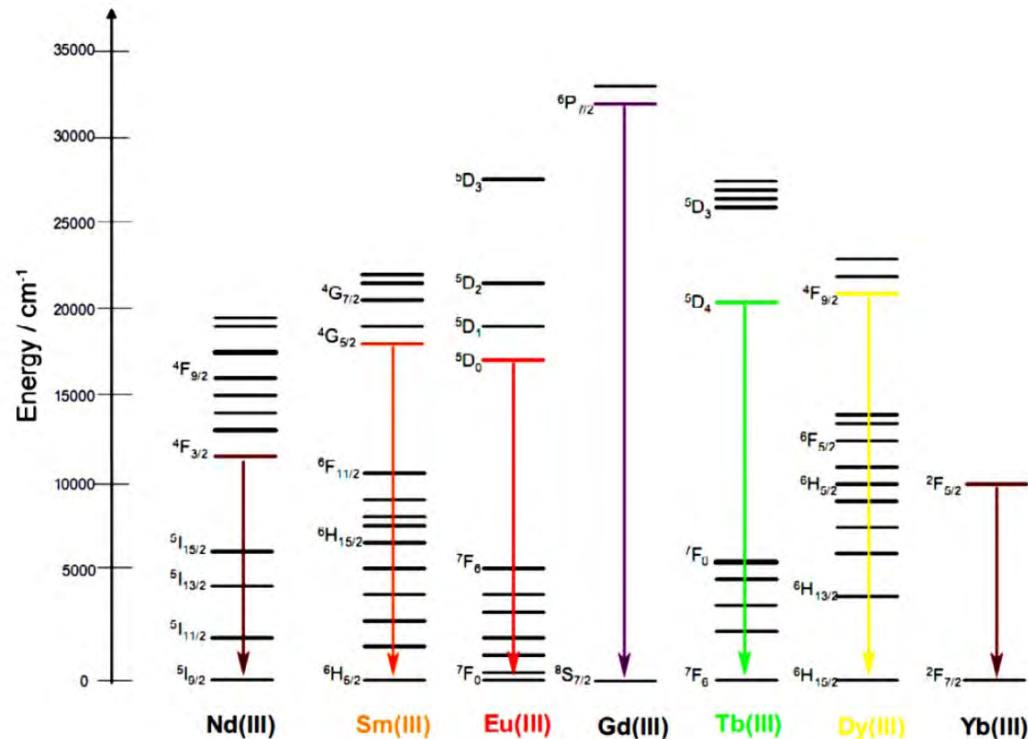 Energy / cm-1
35000
30000
25000
20000
15000
10000
5000
0
4F9/2
4F3/2
5I15/2
5I13/2
5I11/2
5I9/2
4G7/2
4G5/2
6F11/2
6H15/2
6H5/2
5D3
5D2
5D1
5D0
7F6
7F0
6P7/2
8S7/2
5D3
5D4
7F0
7F6
4F9/2
6F5/2
6H5/2
6H13/2
6H15/2
2F5/2
2F7/2
Nd(III) Sm(III) Eu(III) Gd(III) Tb(III) Dy(III) Yb(III)